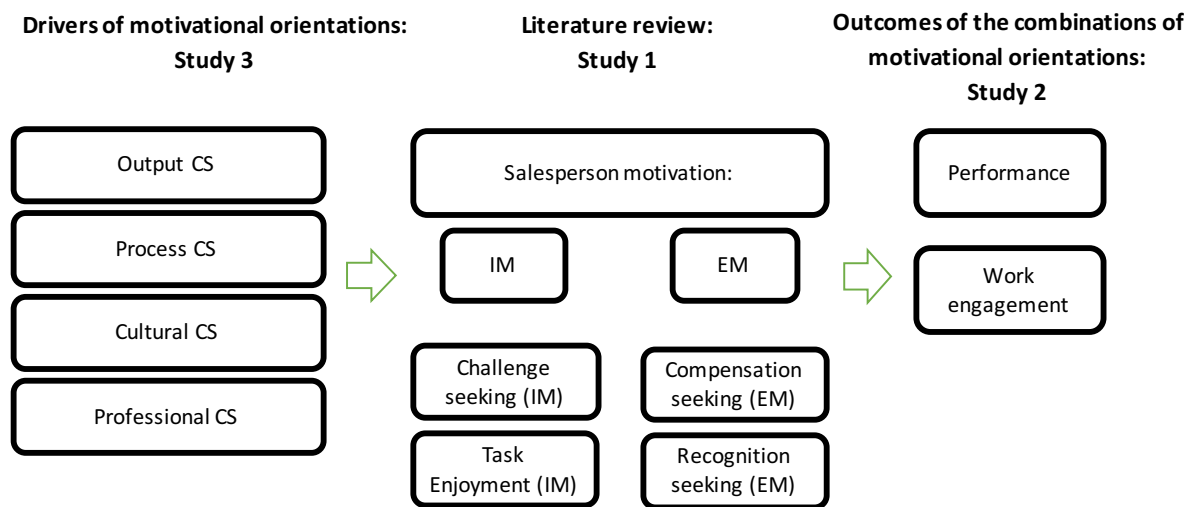 Drivers of motivational orientations:
Study 3
Literature review:
Study 1
Outcomes of the combinations of
motivational orientations:
Study 2
Output CS
Process CS
Cultural CS
Professional CS
Salesperson motivation:
IM
EM
Challenge
seeking (IM)
Compensation
seeking (EM)
Task
Enjoyment (IM)
Recognition
seeking (EM)
Performance
Work
engagement